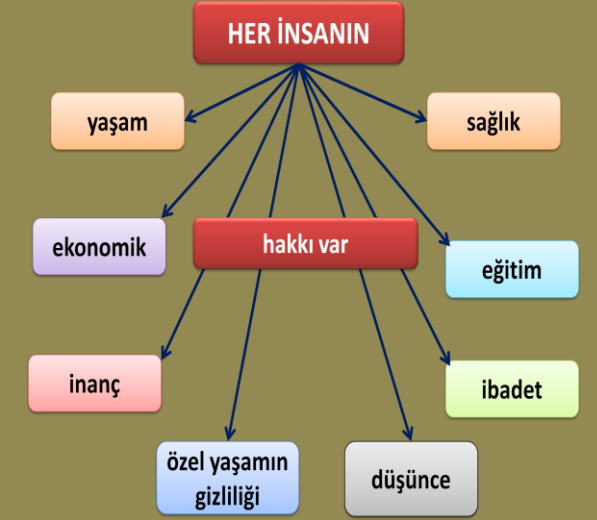 HER İNSANIN
yaşam
sağlık
ekonomik
hakkı var
eğitim
inanç
ibadet
özel yaşamın
gizliliği
düşünce